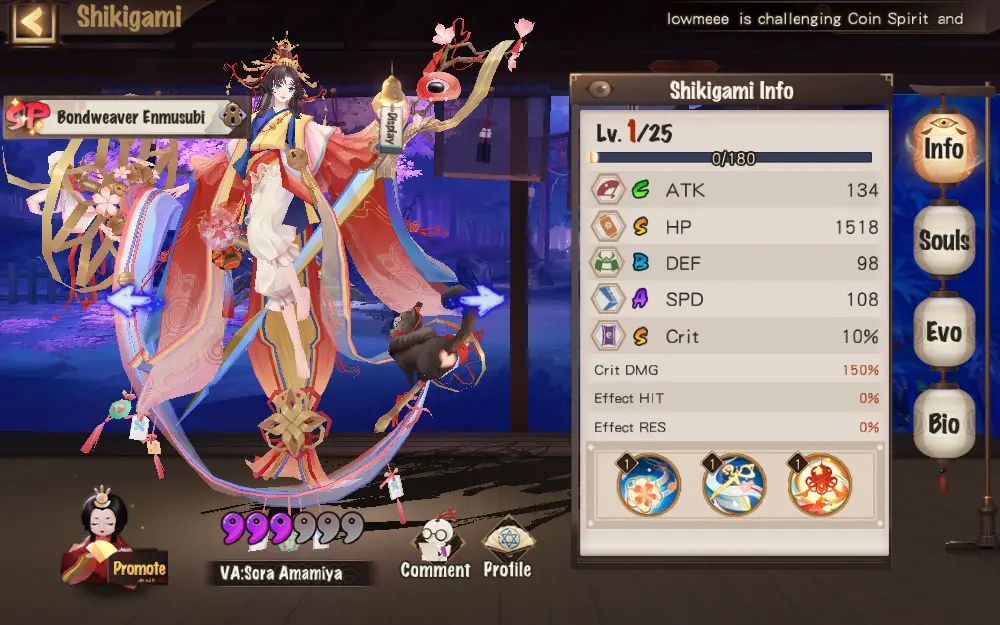 Shikigami
lowmeee is challenging Coin Spirit and
SP Bondweaver Enmusubi
Display
Shikigami Info
Lv. 1/25
0/180
C ATK 134
S HP 1518
B DEF 98
A SPD 108
S Crit 10%
Crit DMG 150%
Effect HIT 0%
Effect RES 0%
1 1 1
Info
Souls
Evo
Bio
Promote
VA:Sora Amamiya
Comment
Profile